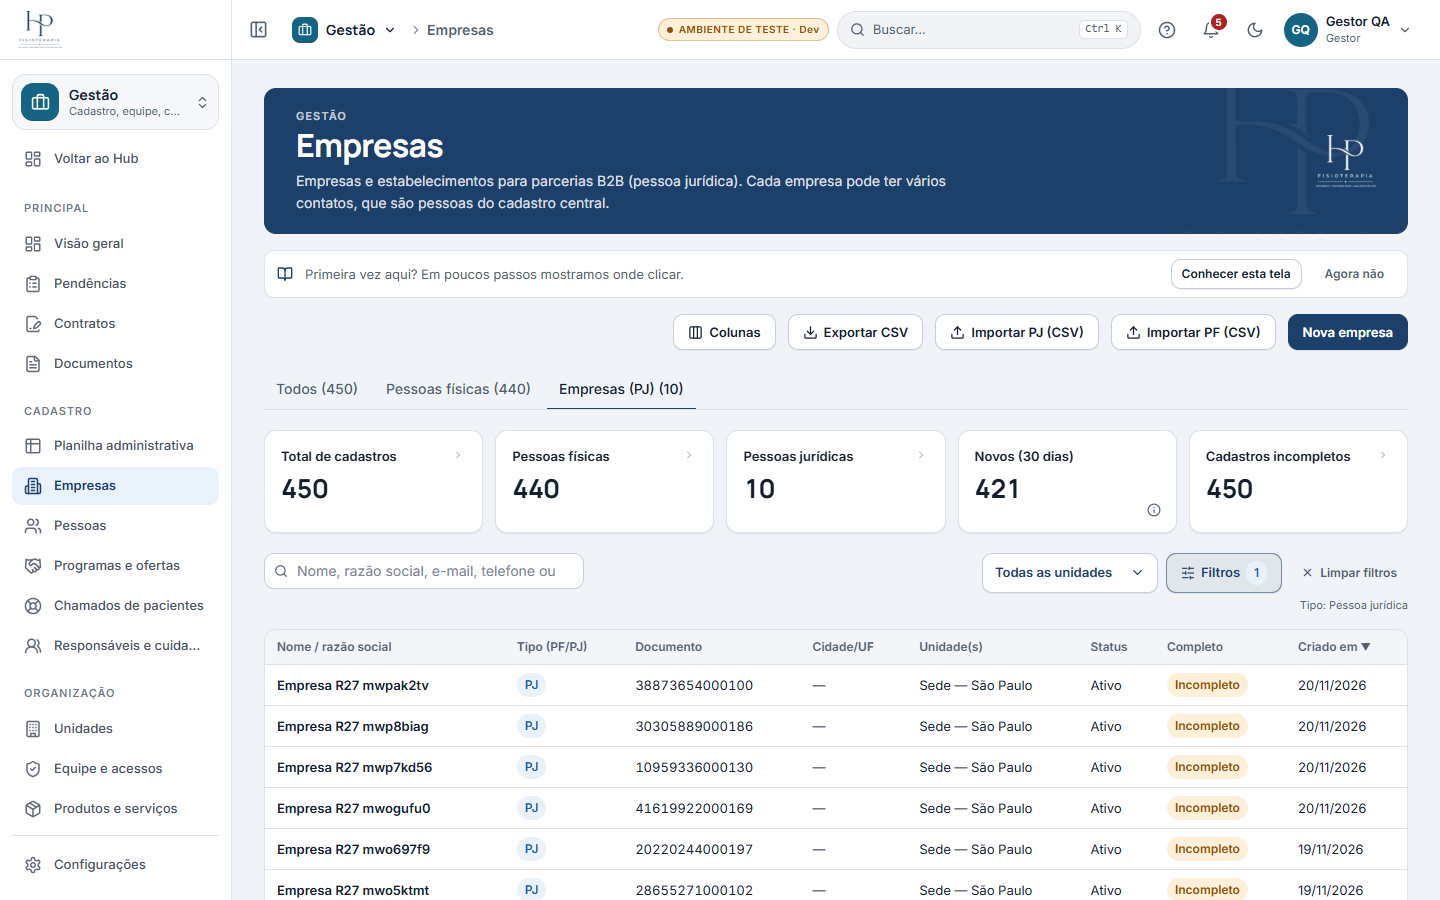 HP
FISIOTERAPIA
Gestão
Empresas
AMBIENTE DE TESTE · Dev
Buscar...
Ctrl K
5
GQ
Gestor QA
Gestor
Gestão
Cadastro, equipe, c...
Voltar ao Hub
PRINCIPAL
Visão geral
Pendências
Contratos
Documentos
CADASTRO
Planilha administrativa
Empresas
Pessoas
Programas e ofertas
Chamados de pacientes
Responsáveis e cuida...
ORGANIZAÇÃO
Unidades
Equipe e acessos
Produtos e serviços
Configurações
GESTÃO
Empresas
Empresas e estabelecimentos para parcerias B2B (pessoa jurídica). Cada empresa pode ter vários
contatos, que são pessoas do cadastro central.
HP
FISIOTERAPIA
Primeira vez aqui? Em poucos passos mostramos onde clicar.
Conhecer esta tela
Agora não
Colunas
Exportar CSV
Importar PJ (CSV)
Importar PF (CSV)
Nova empresa
Todos (450)
Pessoas físicas (440)
Empresas (PJ) (10)
Total de cadastros
450
Pessoas físicas
440
Pessoas jurídicas
10
Novos (30 dias)
421
Cadastros incompletos
450
Nome, razão social, e-mail, telefone ou
Todas as unidades
Filtros 1
Limpar filtros
Tipo: Pessoa jurídica
Nome / razão social Tipo (PF/PJ) Documento Cidade/UF Unidade(s) Status Completo Criado em ▼
Empresa R27 mwpak2tv PJ 38873654000100 — Sede — São Paulo Ativo Incompleto 20/11/2026
Empresa R27 mwp8biag PJ 30305889000186 — Sede — São Paulo Ativo Incompleto 20/11/2026
Empresa R27 mwp7kd56 PJ 10959336000130 — Sede — São Paulo Ativo Incompleto 20/11/2026
Empresa R27 mwogufu0 PJ 41619922000169 — Sede — São Paulo Ativo Incompleto 20/11/2026
Empresa R27 mwo697f9 PJ 20220244000197 — Sede — São Paulo Ativo Incompleto 19/11/2026
Empresa R27 mwo5ktmt PJ 28655271000102 — Sede — São Paulo Ativo Incompleto 19/11/2026